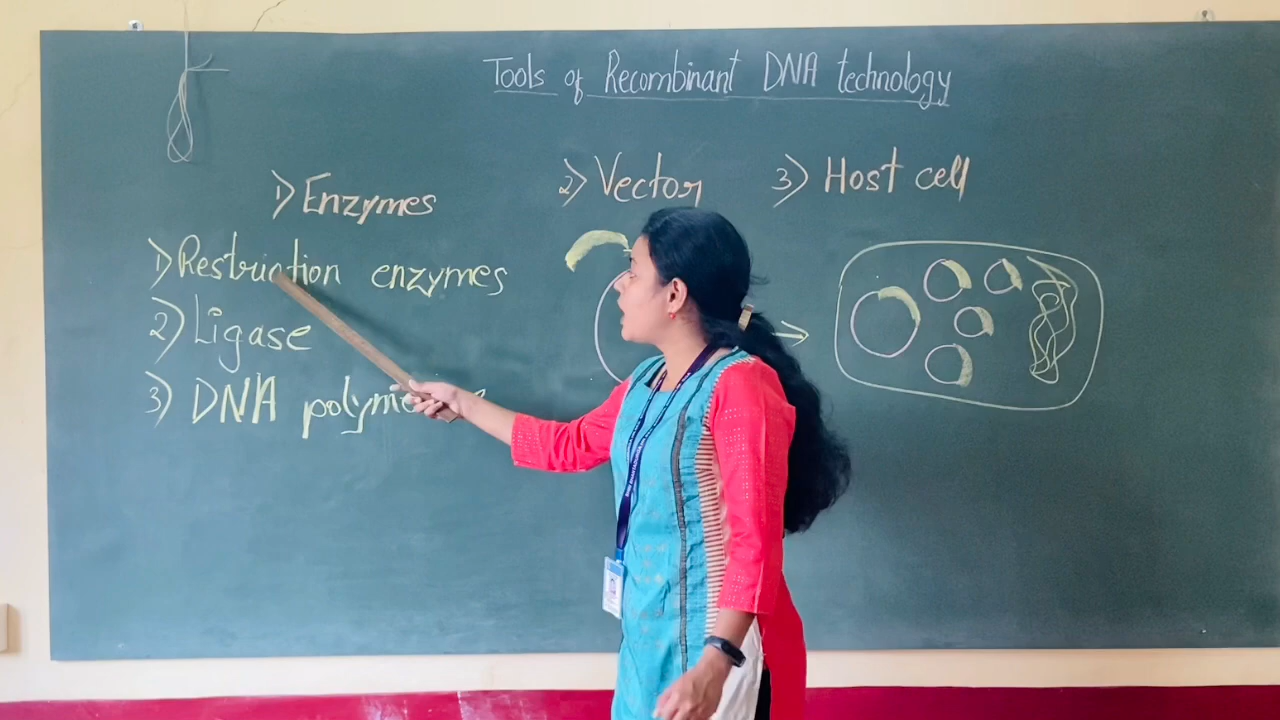 Tools of Recombinant DNA technology
1) Enzymes
2) Vector
3) Host cell
1) Restriction enzymes
2) Ligase
3) DNA